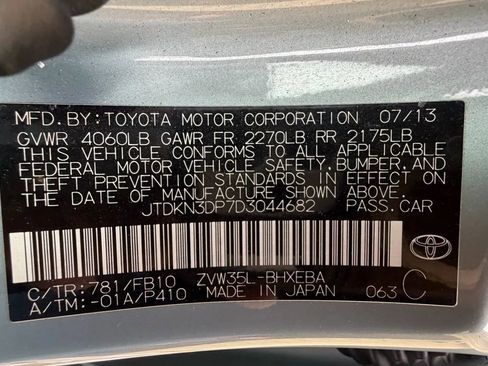 MFD.BY:TOYOTA MOTOR CORPORATION 07/13
GVWR 4060LB GAWR FR 2270LB RR 2175LB
THIS VEHICLE CONFORMS TO ALL APPLICABLE
FEDERAL MOTOR VEHICLE SAFETY,BUMPER,AND
THEFT PREVENTION STANDARDS IN EFFECT ON
THE DATE OF MANUFACTURE SHOWN ABOVE.
JTDKN3DP7D3044682 PASS.CAR
C/TR:781/FB10 ZVW35L-BHXEBA
A/TM:-01A/P410 MADE IN JAPAN 063 C